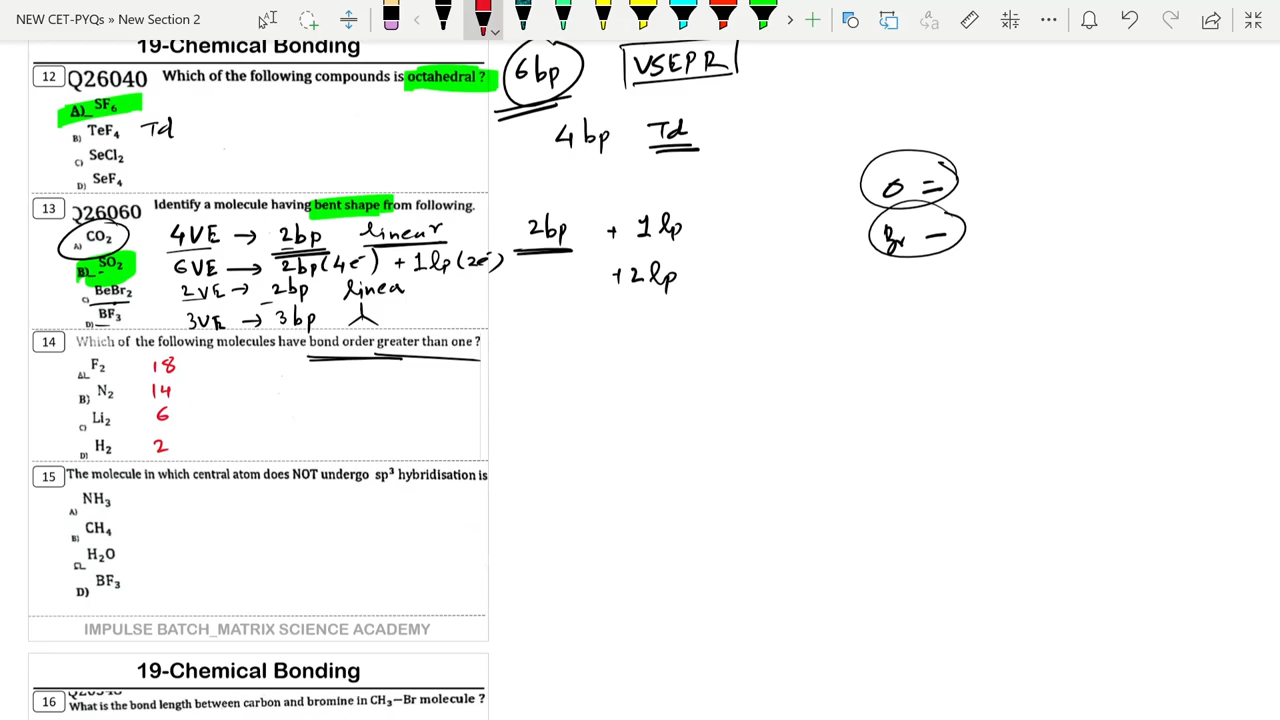 NEW CET-PYQs » New Section 2
19-Chemical Bonding
12 Q26040 Which of the following compounds is octahedral ?
A) SF₆
B) TeF₄ Td
C) SeCl₂
D) SeF₄
6bp VSEPR
4bp Td
13 Q26060 Identify a molecule having bent shape from following.
A) CO₂ 4VE → 2bp linear
B) SO₂ 6VE → 2bp(4e⁻) + 1lp(2e⁻)
C) BeBr₂ 2VE → 2bp linea
D) BF₃ 3VE → 3bp
2bp + 1lp
+2lp
O =
Br −
14 Which of the following molecules have bond order greater than one ?
A) F₂ 18
B) N₂ 14
C) Li₂ 6
D) H₂ 2
15 The molecule in which central atom does NOT undergo sp³ hybridisation is
A) NH₃
B) CH₄
C) H₂O
D) BF₃
IMPULSE BATCH_MATRIX SCIENCE ACADEMY
19-Chemical Bonding
16 What is the bond length between carbon and bromine in CH₃−Br molecule ?